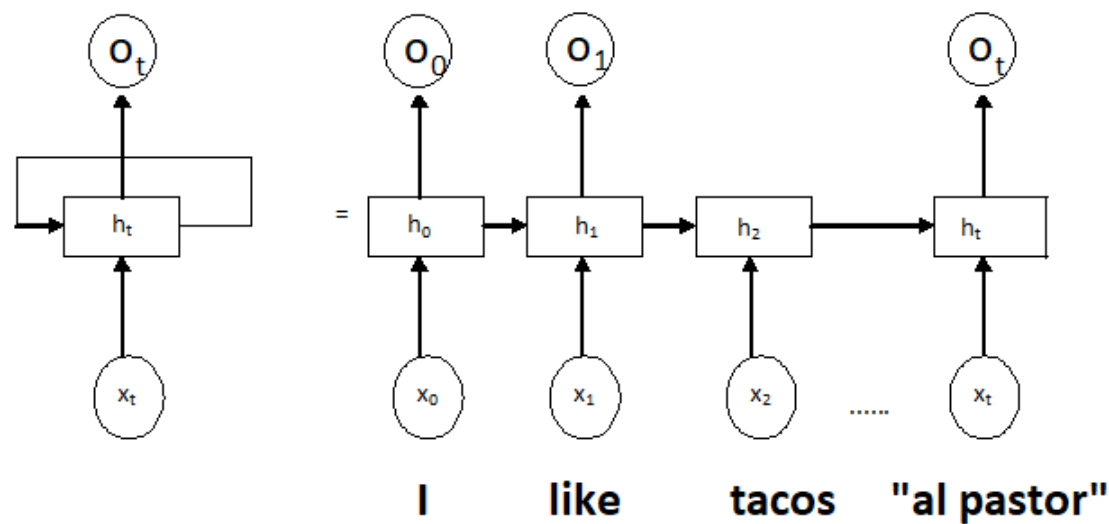 Oₜ O₀ O₁ Oₜ
hₜ = h₀ h₁ h₂ hₜ
xₜ x₀ x₁ x₂ ...... xₜ
I like tacos "al pastor"